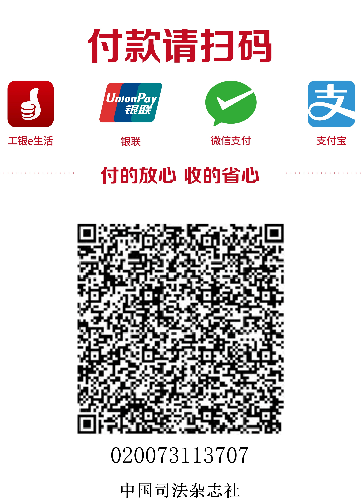 付款请扫码
UnionPay
银联
支
工银e生活
银联
微信支付
支付宝
付的放心 收的省心
020073113707
中国司法杂志社